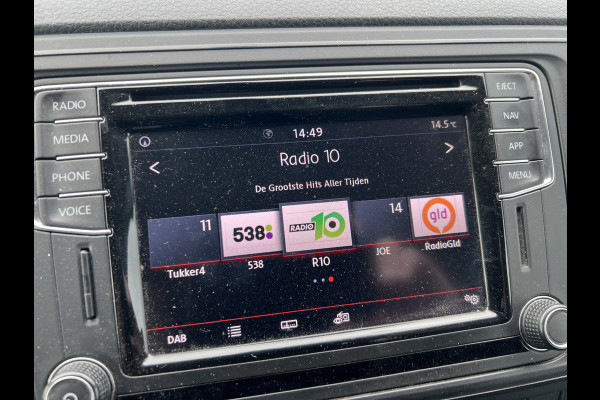 RADIO
MEDIA
PHONE
VOICE
EJECT
NAV
APP
MENU
14:49
14.5°C
< Radio 10 >
De Grootste Hits Aller Tijden
11 538 RADIO 10 14 gld
Tukker4 538 R10 JOE RadioGld
DAB